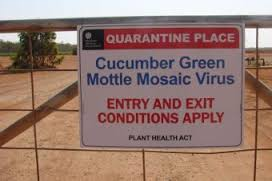 QUARANTINE PLACE
Cucumber Green
Mottle Mosaic Virus
ENTRY AND EXIT
CONDITIONS APPLY
PLANT HEALTH ACT